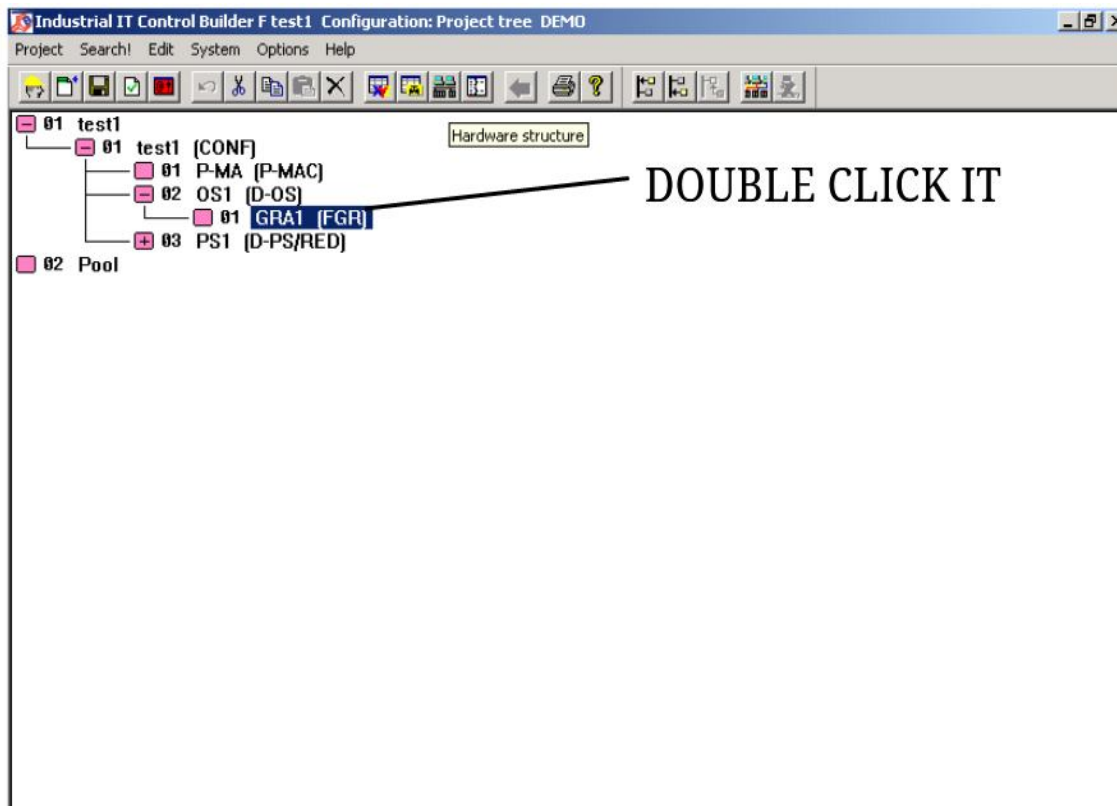 Industrial IT Control Builder F test1 Configuration: Project tree DEMO
Project Search! Edit System Options Help
Hardware structure
01 test1
01 test1 (CONF)
01 P-MA (P-MAC)
02 OS1 (D-OS)
01 GRA1 (FGR)
DOUBLE CLICK IT
03 PS1 (D-PS/RED)
02 Pool